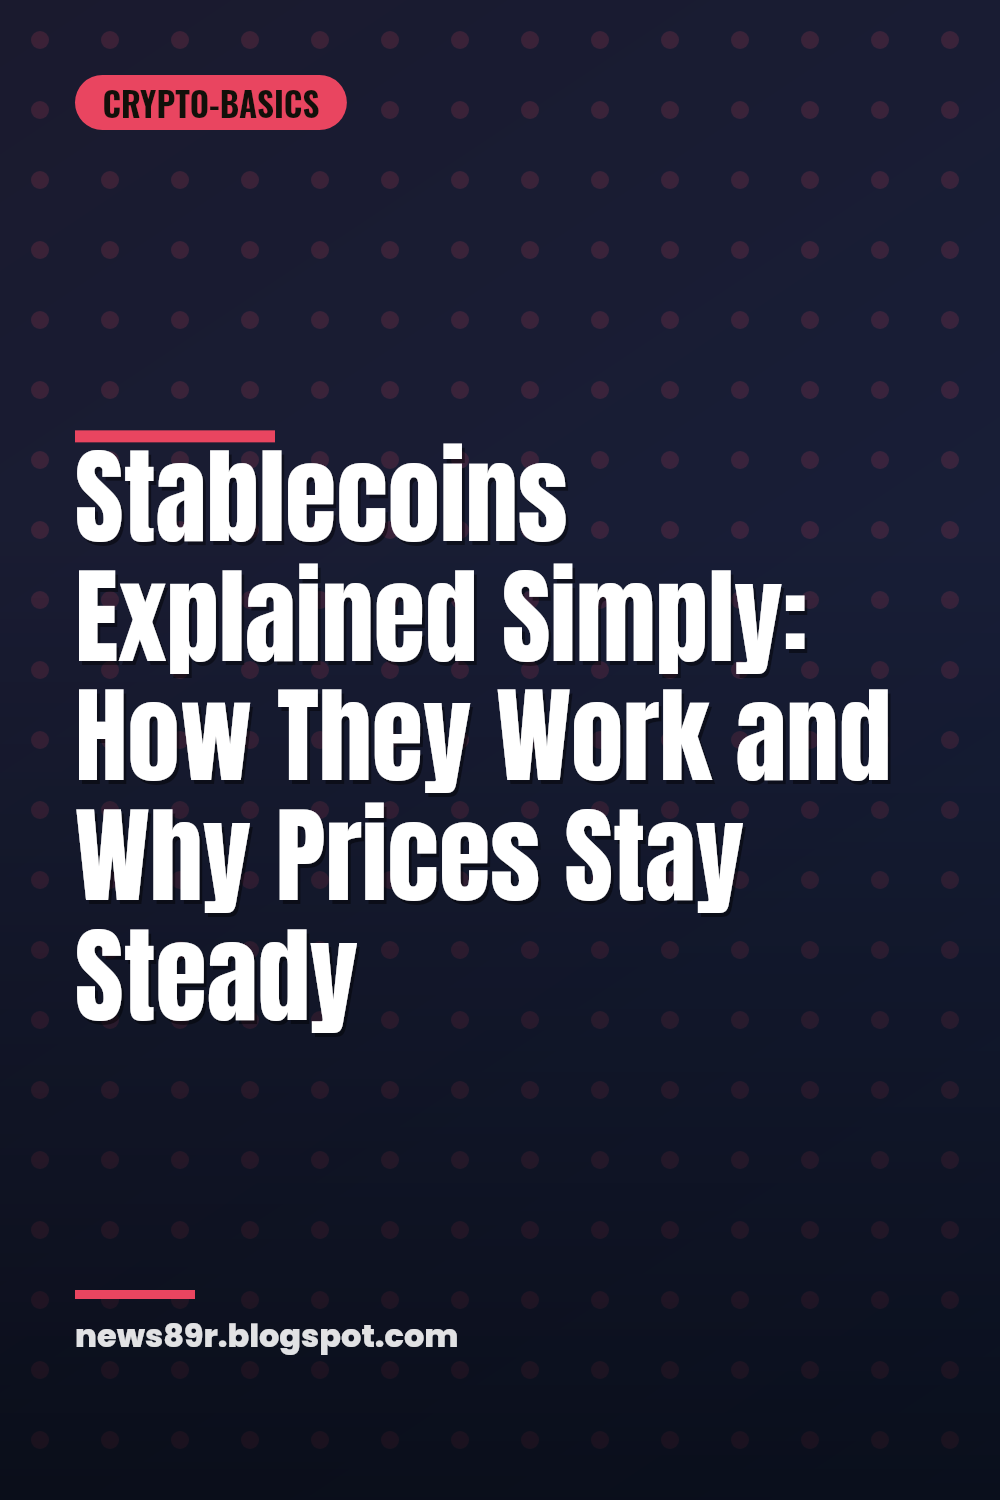 CRYPTO-BASICS
Stablecoins
Explained Simply:
How They Work and
Why Prices Stay
Steady
news89r.blogspot.com